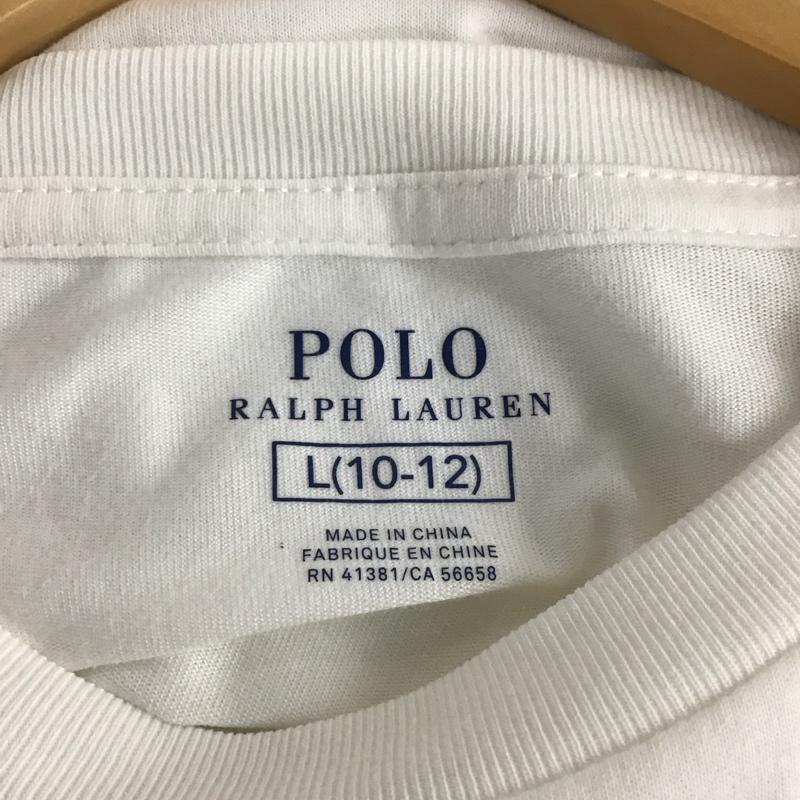 POLO
RALPH LAUREN
L(10-12)
MADE IN CHINA
FABRIQUE EN CHINE
RN 41381/CA 56658